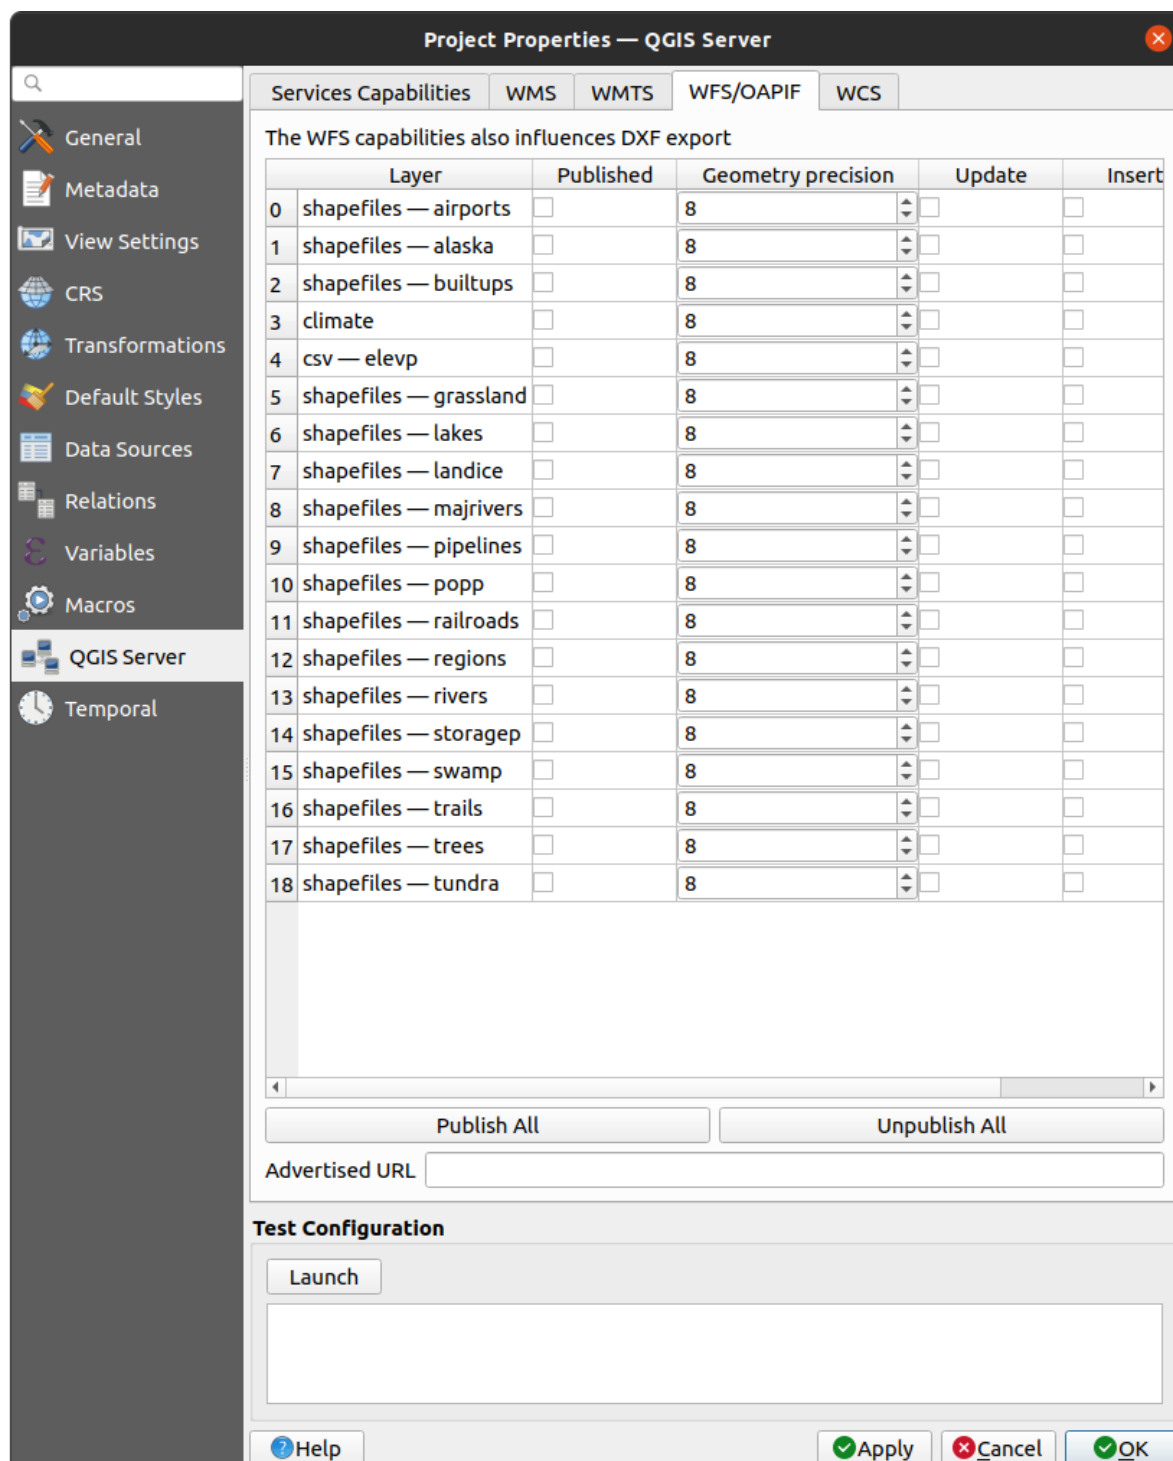 Project Properties — QGIS Server
General
Metadata
View Settings
CRS
Transformations
Default Styles
Data Sources
Relations
Variables
Macros
QGIS Server
Temporal
Services Capabilities WMS WMTS WFS/OAPIF WCS
The WFS capabilities also influences DXF export
Layer Published Geometry precision Update Insert
0 shapefiles — airports 8
1 shapefiles — alaska 8
2 shapefiles — builtups 8
3 climate 8
4 csv — elevp 8
5 shapefiles — grassland 8
6 shapefiles — lakes 8
7 shapefiles — landice 8
8 shapefiles — majrivers 8
9 shapefiles — pipelines 8
10 shapefiles — popp 8
11 shapefiles — railroads 8
12 shapefiles — regions 8
13 shapefiles — rivers 8
14 shapefiles — storagep 8
15 shapefiles — swamp 8
16 shapefiles — trails 8
17 shapefiles — trees 8
18 shapefiles — tundra 8
Publish All Unpublish All
Advertised URL
Test Configuration
Launch
Help Apply Cancel OK